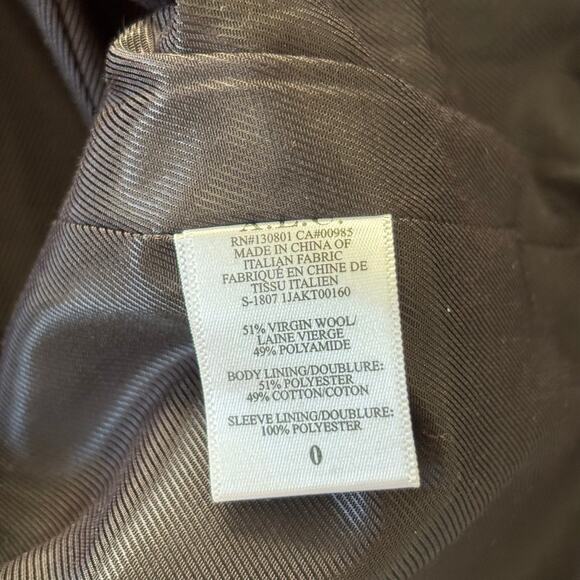 A.L.C.
RN#130801 CA#00985
MADE IN CHINA OF
ITALIAN FABRIC
FABRIQUÉ EN CHINE DE
TISSU ITALIEN
S-1807 1JAKT00160
51% VIRGIN WOOL/
LAINE VIERGE
49% POLYAMIDE
BODY LINING/DOUBLURE:
51% POLYESTER
49% COTTON/COTON
SLEEVE LINING/DOUBLURE:
100% POLYESTER
0